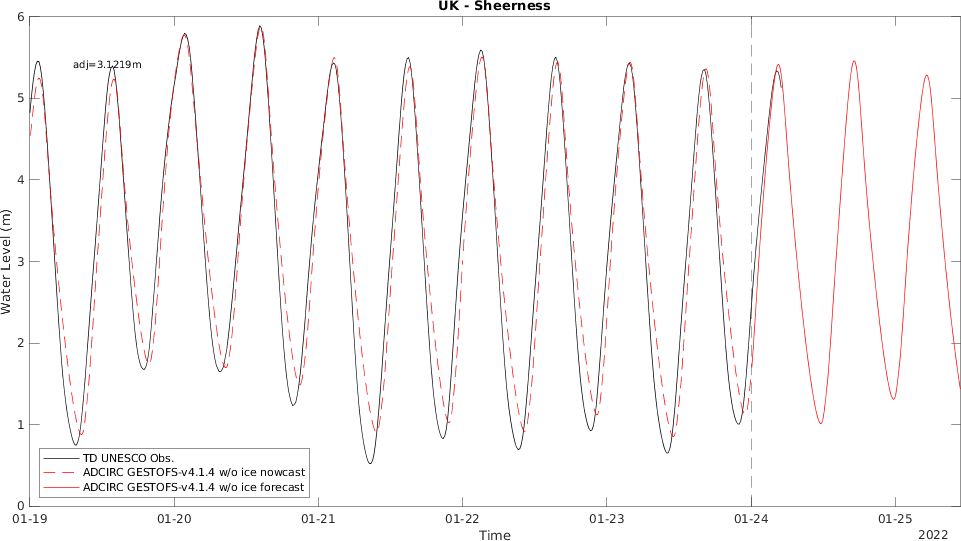 UK - Sheerness
adj=3.1219m
Water Level (m)
6
5
4
3
2
1
0
TD UNESCO Obs.
ADCIRC GESTOFS-v4.1.4 w/o ice nowcast
ADCIRC GESTOFS-v4.1.4 w/o ice forecast
01-19 01-20 01-21 01-22 01-23 01-24 01-25
Time
2022